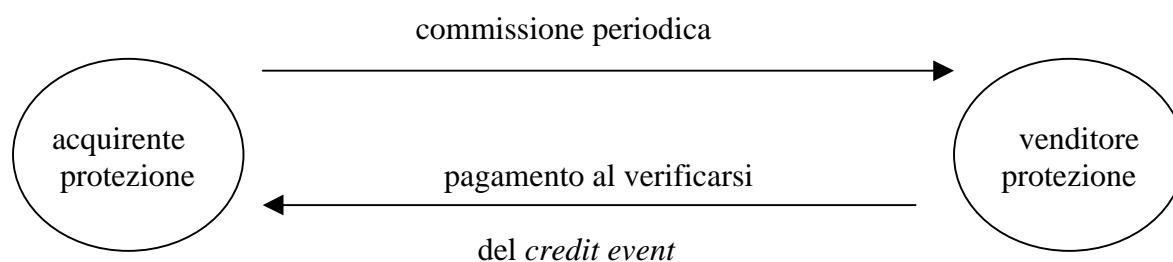 commissione periodica
acquirente
protezione
venditore
protezione
pagamento al verificarsi
del credit event